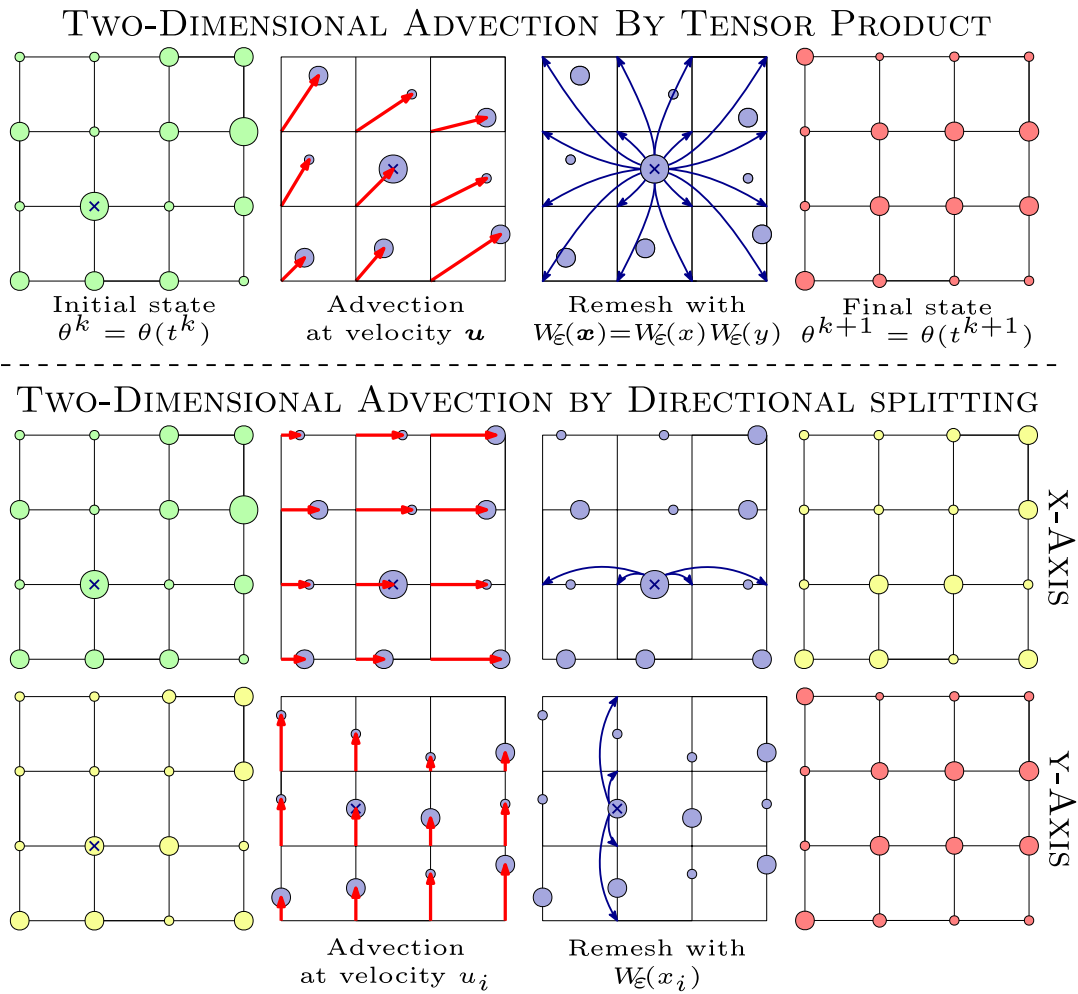 Two-Dimensional Advection By Tensor Product
Initial state
θ^k = θ(t^k)
Advection
at velocity u
Remesh with
W_ε(x)=W_ε(x)W_ε(y)
Final state
θ^{k+1} = θ(t^{k+1})
Two-Dimensional Advection by Directional splitting
x-Axis
y-Axis
Advection
at velocity u_i
Remesh with
W_ε(x_i)